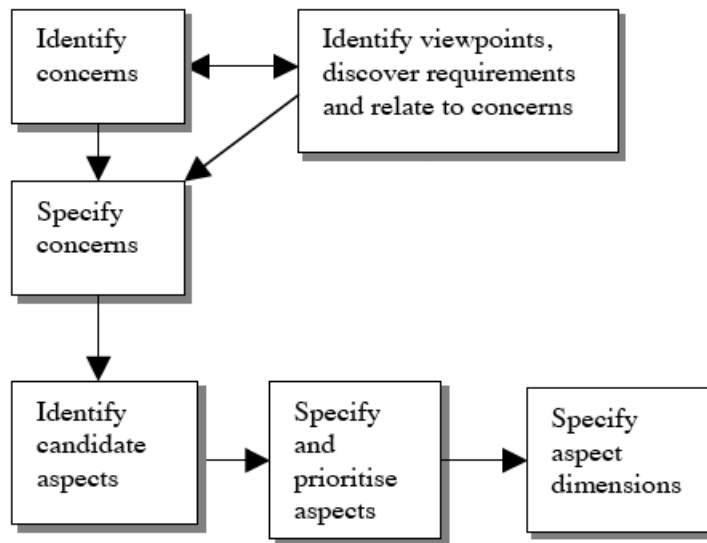 Identify
concerns
Identify viewpoints,
discover requirements
and relate to concerns
Specify
concerns
Identify
candidate
aspects
Specify
and
prioritise
aspects
Specify
aspect
dimensions